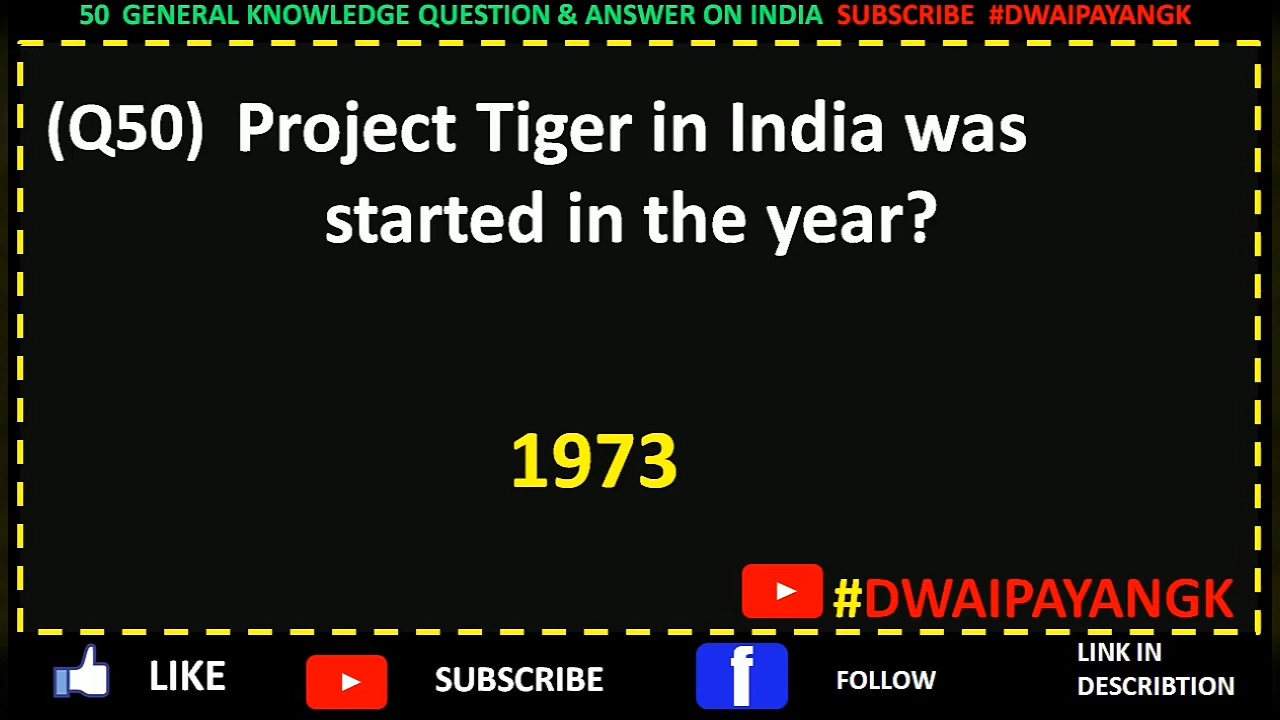 50 GENERAL KNOWLEDGE QUESTION & ANSWER ON INDIA SUBSCRIBE #DWAIPAYANGK
(Q50) Project Tiger in India was
started in the year?
1973
#DWAIPAYANGK
LIKE
SUBSCRIBE
f
FOLLOW
LINK IN
DESCRIBTION